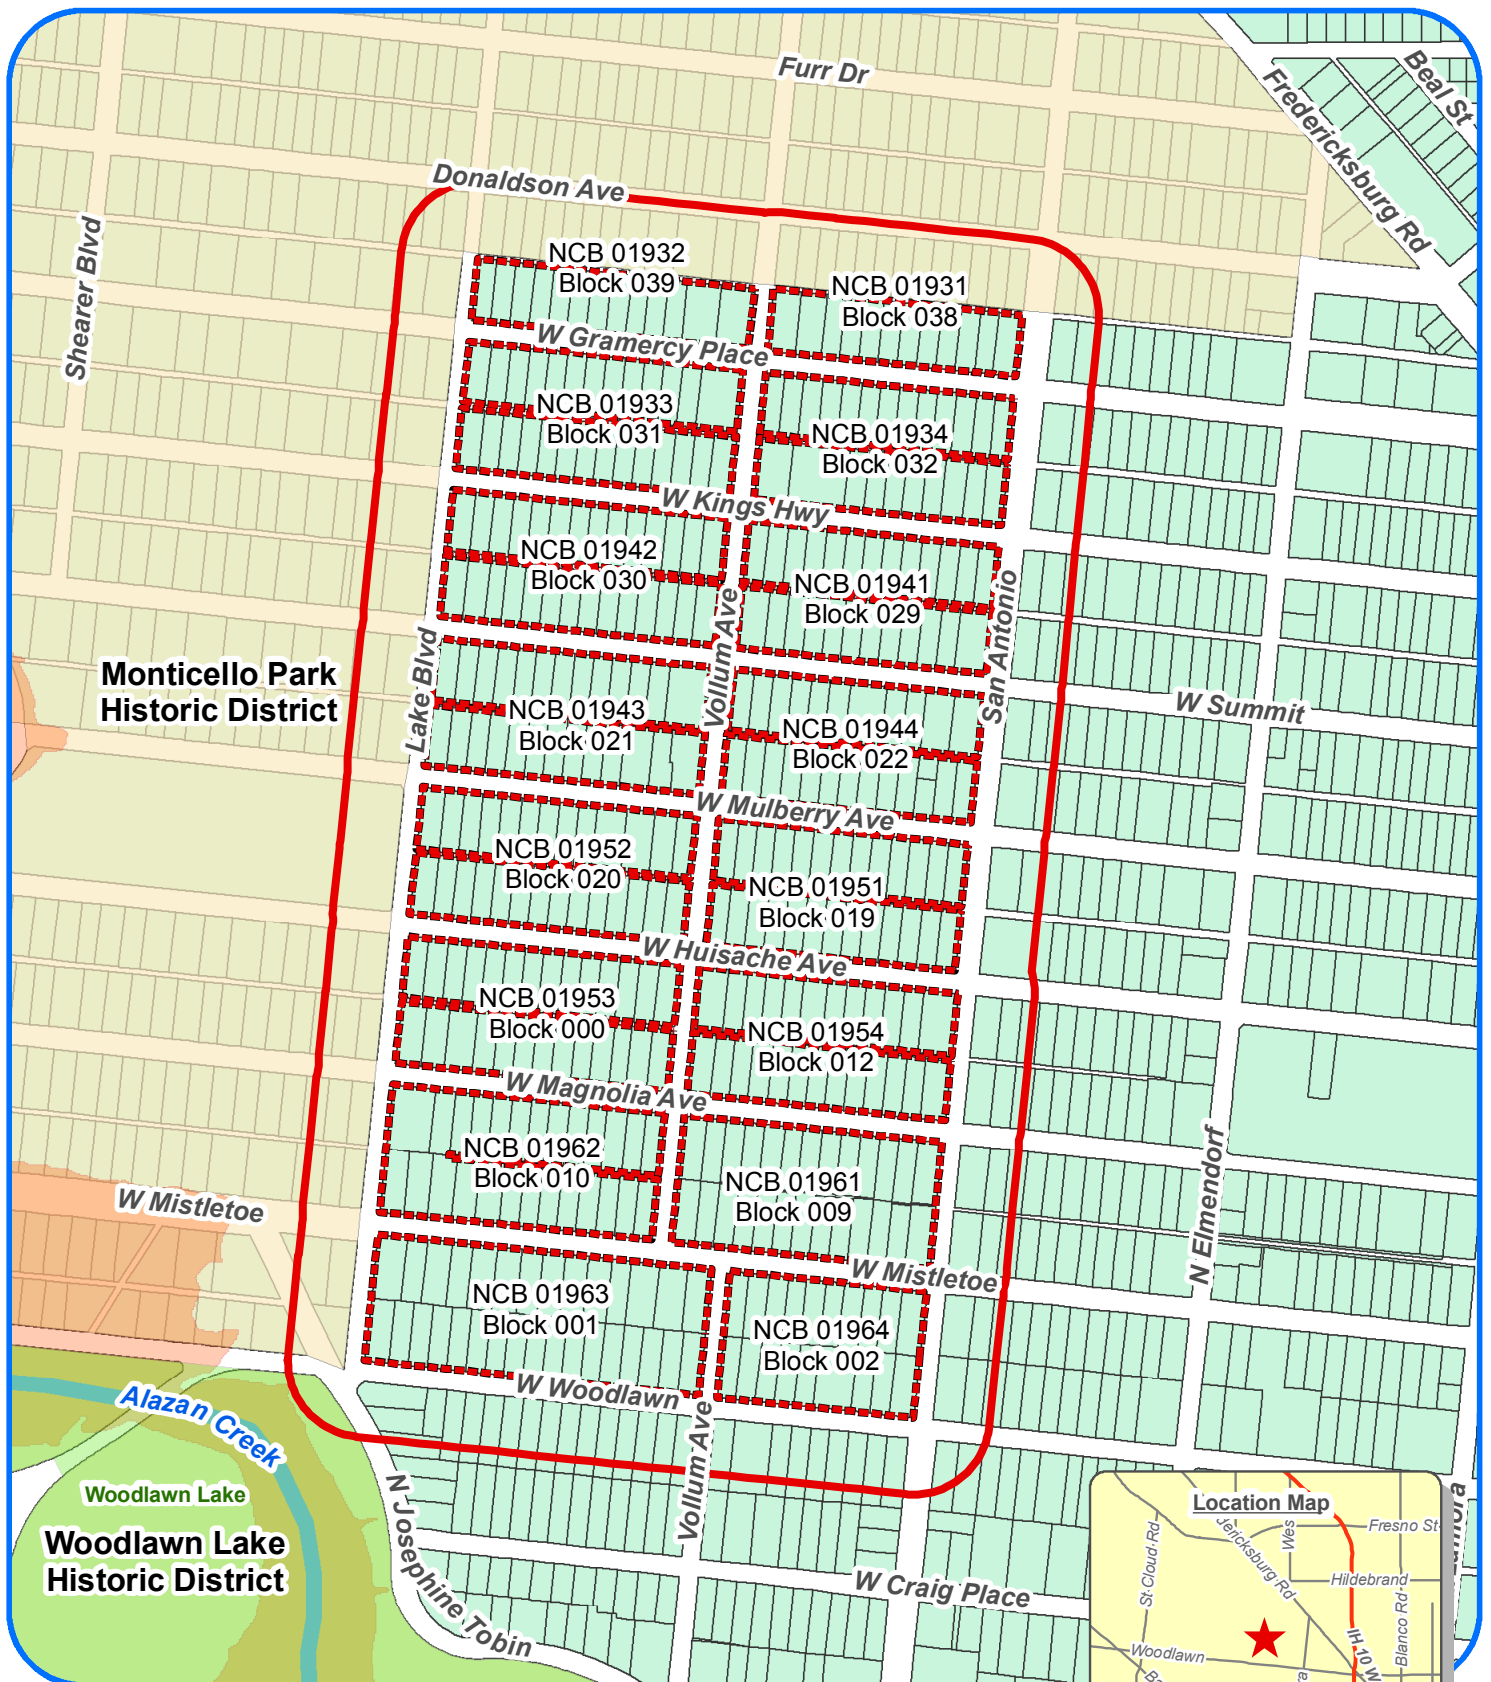 Furr Dr
Beal St
Fredericksburg Rd
Donaldson Ave
Shearer Blvd
NCB 01932
Block 039
NCB 01931
Block 038
W Gramercy Place
NCB 01933
Block 031
NCB 01934
Block 032
W Kings Hwy
NCB 01942
Block 030
NCB 01941
Block 029
Vollum Ave
San Antonio
Lake Blvd
Monticello Park
Historic District
NCB 01943
Block 021
NCB 01944
Block 022
W Summit
W Mulberry Ave
NCB 01952
Block 020
NCB 01951
Block 019
W Huisache Ave
NCB 01953
Block 000
NCB 01954
Block 012
W Magnolia Ave
NCB 01962
Block 010
NCB 01961
Block 009
N Elmendorf
W Mistletoe
W Mistletoe
NCB 01963
Block 001
NCB 01964
Block 002
W Woodlawn
Alazan Creek
Vollum Ave
Woodlawn Lake
Woodlawn Lake
Historic District
N Josephine Tobin
W Craig Place
Location Map
St Cloud Rd
Wes
Fresno St
Hildebrand
Blanco Rd
IH 10 W
Woodlawn